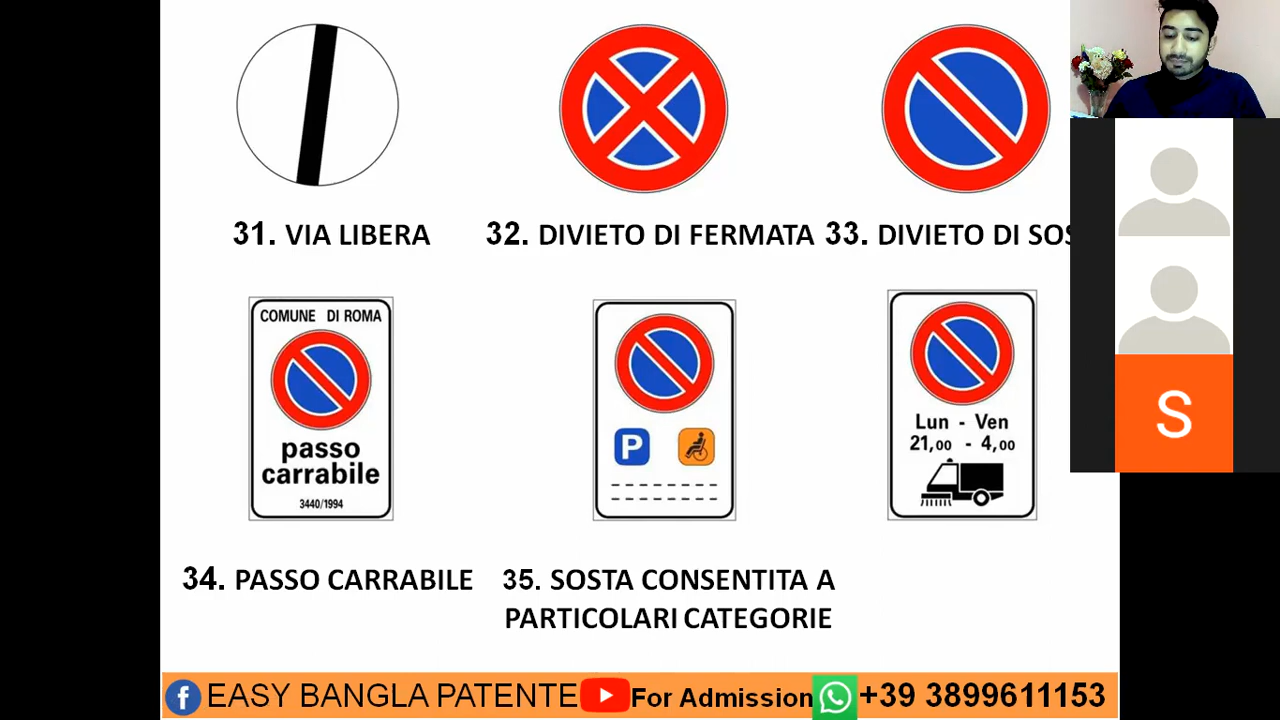 31. VIA LIBERA
32. DIVIETO DI FERMATA
33. DIVIETO DI
COMUNE DI ROMA
passo
carrabile
3440/1994
P
Lun - Ven
21,00 - 4,00
S
34. PASSO CARRABILE
35. SOSTA CONSENTITA A
PARTICOLARI CATEGORIE
EASY BANGLA PATENTE For Admission +39 3899611153